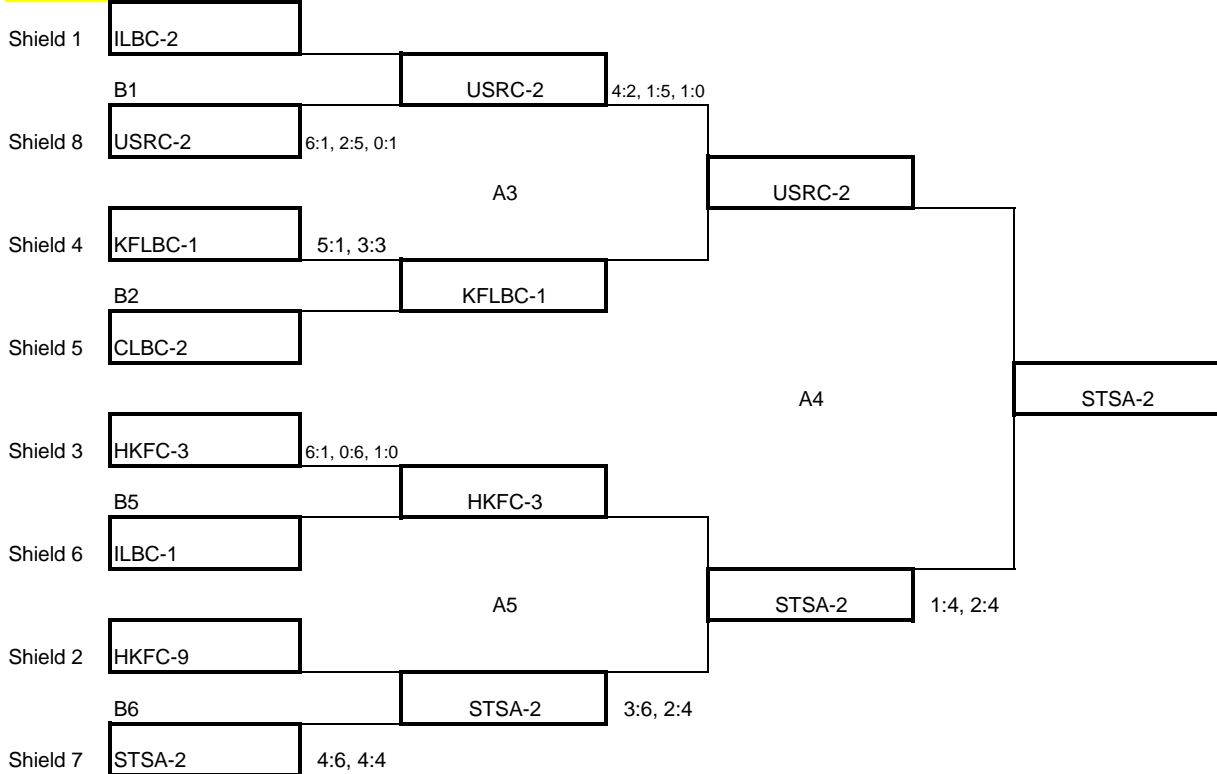 Shield 1 ILBC-2
B1 USRC-2 4:2, 1:5, 1:0
Shield 8 USRC-2 6:1, 2:5, 0:1
A3 USRC-2
Shield 4 KFLBC-1 5:1, 3:3
B2 KFLBC-1
Shield 5 CLBC-2
A4 STSA-2
Shield 3 HKFC-3 6:1, 0:6, 1:0
B5 HKFC-3
Shield 6 ILBC-1
A5 STSA-2 1:4, 2:4
Shield 2 HKFC-9
B6 STSA-2 3:6, 2:4
Shield 7 STSA-2 4:6, 4:4